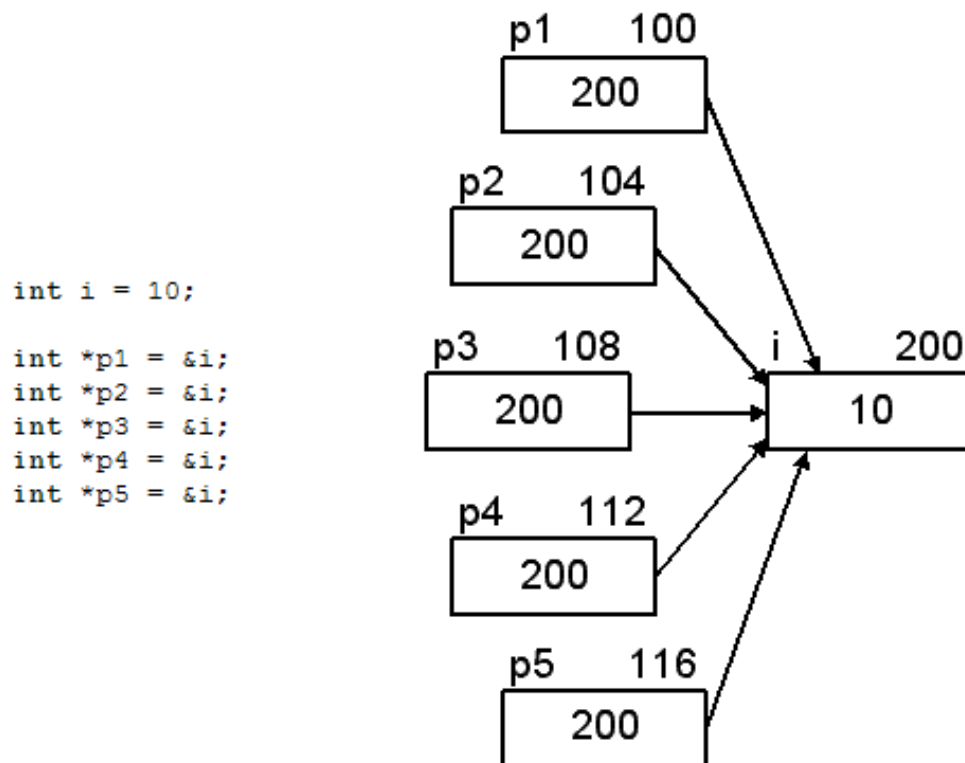 int i = 10;
int *p1 = &i;
int *p2 = &i;
int *p3 = &i;
int *p4 = &i;
int *p5 = &i;
p1 100
200
p2 104
200
p3 108
200
p4 112
200
p5 116
200
i 200
10